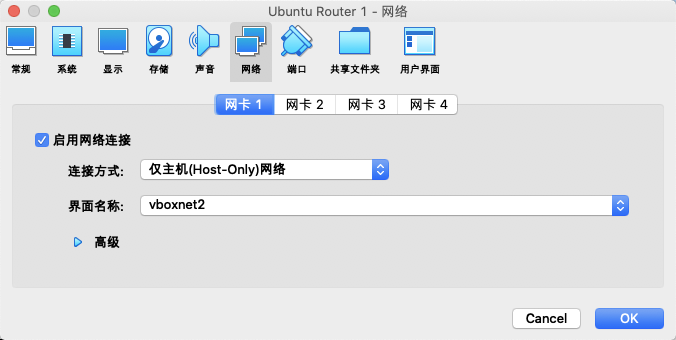 Ubuntu Router 1 - 网络
常规 系统 显示 存储 声音 网络 端口 共享文件夹 用户界面
网卡 1 网卡 2 网卡 3 网卡 4
启用网络连接
连接方式: 仅主机(Host-Only)网络
界面名称: vboxnet2
高级
Cancel OK